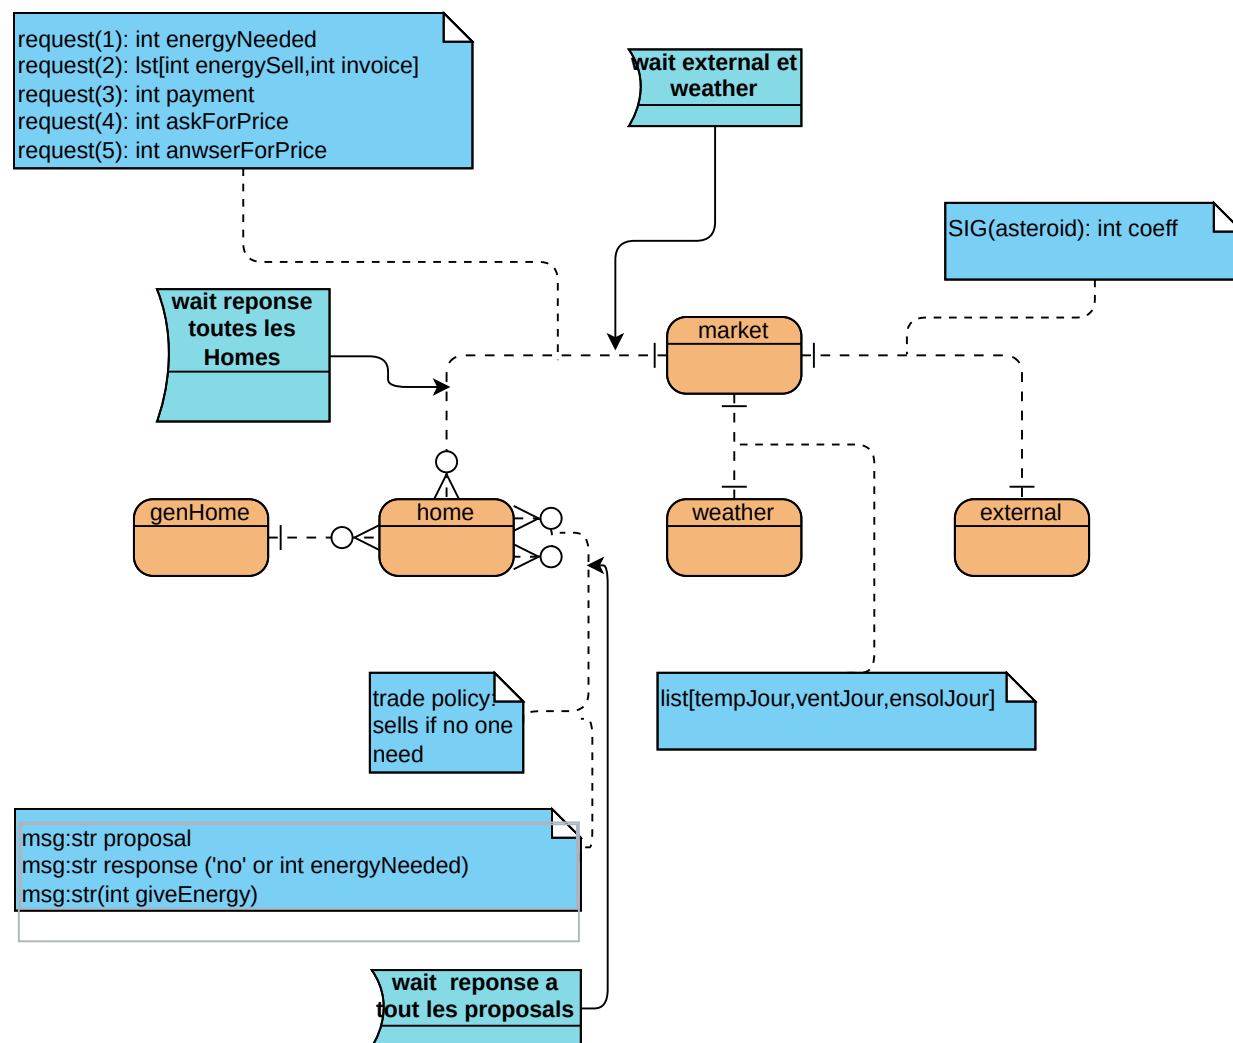 request(1): int energyNeeded
request(2): lst[int energySell,int invoice]
request(3): int payment
request(4): int askForPrice
request(5): int anwserForPrice
wait external et
weather
SIG(asteroid): int coeff
wait reponse
toutes les
Homes
market
genHome
home
weather
external
trade policy:
sells if no one
need
list[tempJour,ventJour,ensolJour]
msg:str proposal
msg:str response ('no' or int energyNeeded)
msg:str(int giveEnergy)
wait  reponse a
tout les proposals